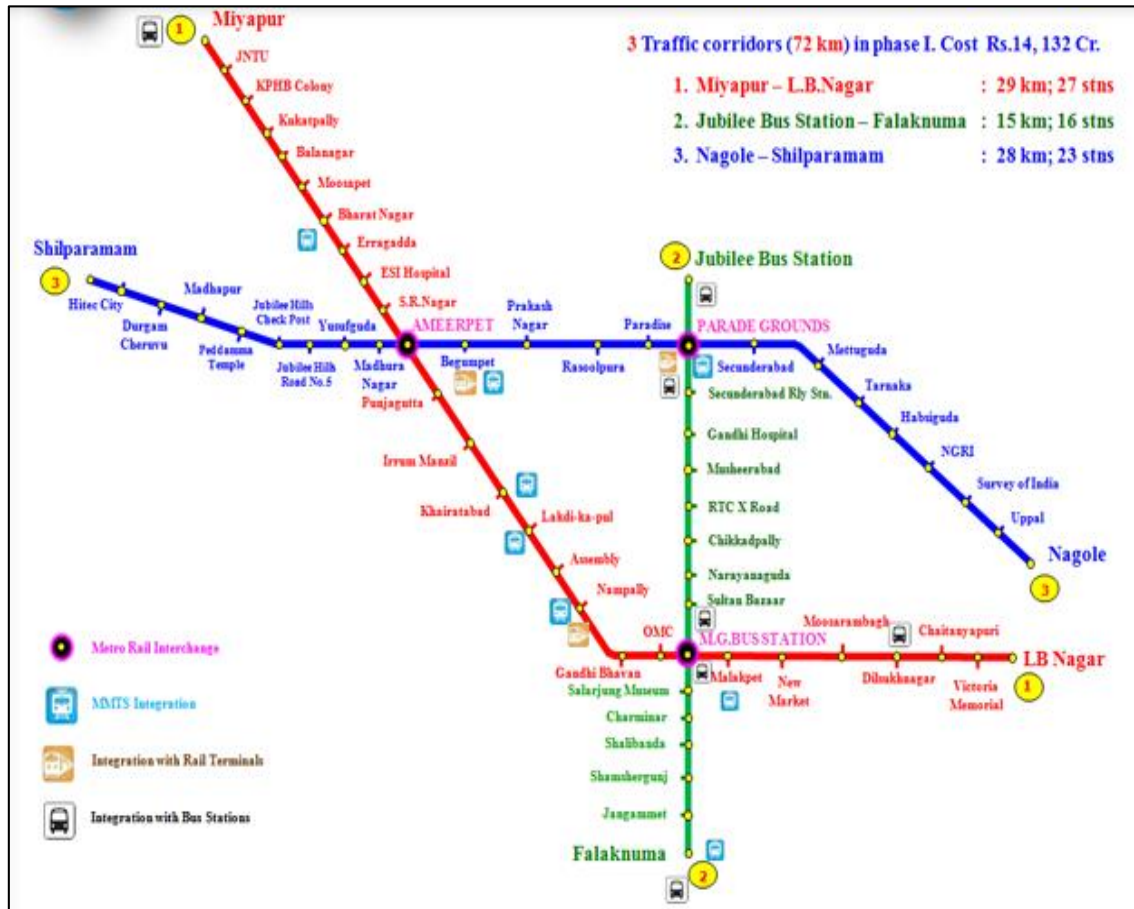 Miyapur
1
JNTU
KPHB Colony
Kukatpally
Balanagar
Moosapet
Bharat Nagar
Erragadda
ESI Hospital
S.R.Nagar
3 Traffic corridors (72 km) in phase I. Cost Rs.14, 132 Cr.
1. Miyapur – L.B.Nagar : 29 km; 27 stns
2. Jubilee Bus Station – Falaknuma : 15 km; 16 stns
3. Nagole – Shilparamam : 28 km; 23 stns
Shilparamam
3
Hitec City
Durgam
Cheruvu
Madhapur
Peddamma
Temple
Jubilee Hills
Check Post
Jubilee Hills
Road No.5
Yusufguda
Madhura
Nagar
AMEERPET
Begumpet
Prakash
Nagar
Rasoolpura
Paradise
2
Jubilee Bus Station
PARADE GROUNDS
Secunderabad
Mettuguda
Tarnaka
Habsiguda
NGRI
Survey of India
Uppal
Nagole
3
Punjagutta
Irrum Manzil
Khairatabad
Lakdi-ka-pul
Assembly
Nampally
Gandhi Bhavan
OMC
Secunderabad Rly Stn.
Gandhi Hospital
Musheerabad
RTC X Road
Chikkadpally
Narayanaguda
Sultan Bazaar
M.G.BUS STATION
Malakpet
New
Market
Moosarambagh
Dilsukhnagar
Chaitanyapuri
Victoria
Memorial
LB Nagar
1
Salarjung Museum
Charminar
Shalibanda
Shamshergunj
Jangammet
Falaknuma
2
Metro Rail Interchange
MMTS Integration
Integration with Rail Terminals
Integration with Bus Stations